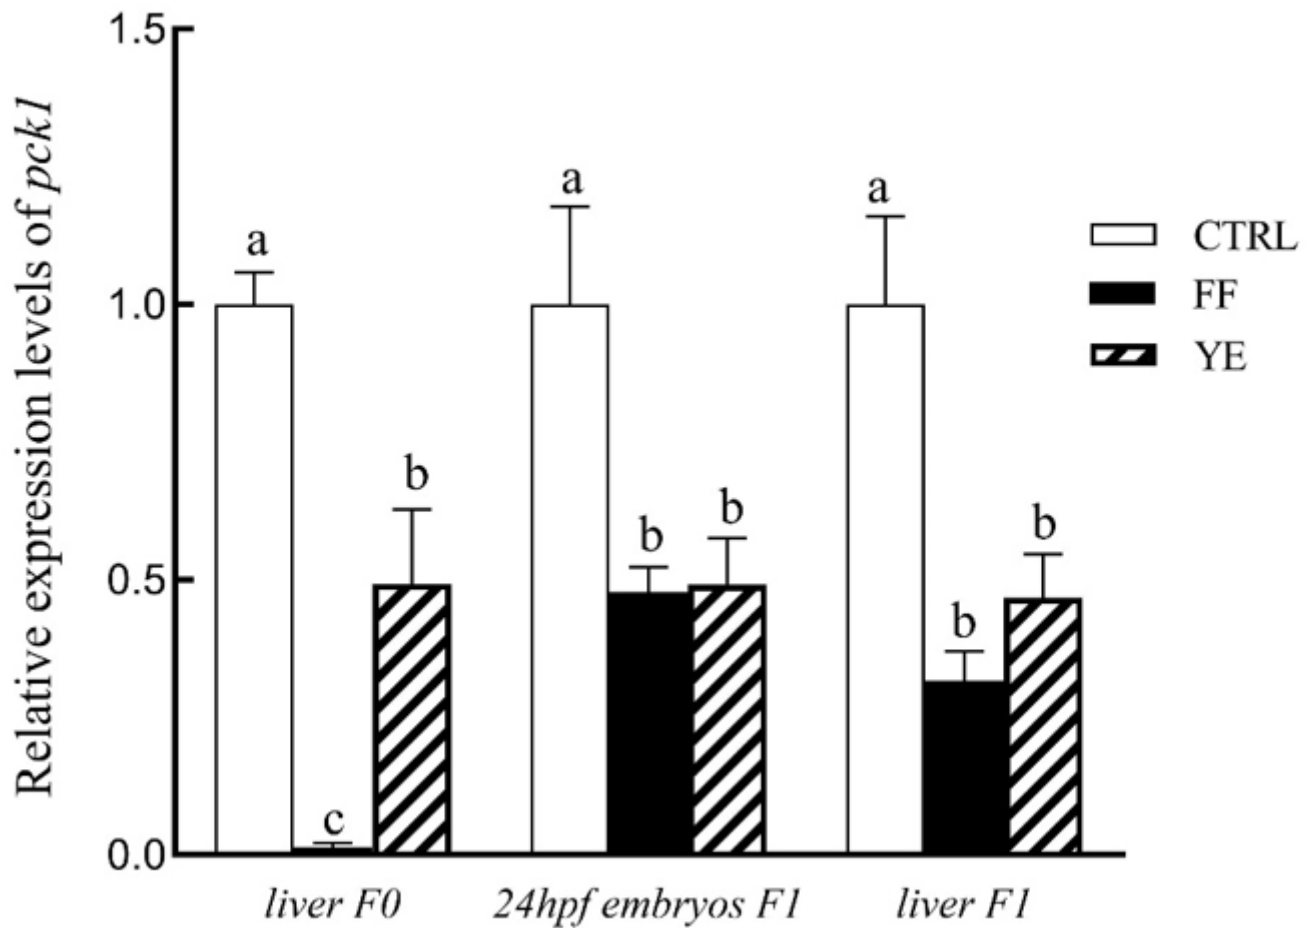 Relative expression levels of pck1
1.5
1.0
0.5
0.0
a
c
b
a
b
b
a
b
b
liver F0
24hpf embryos F1
liver F1
CTRL
FF
YE